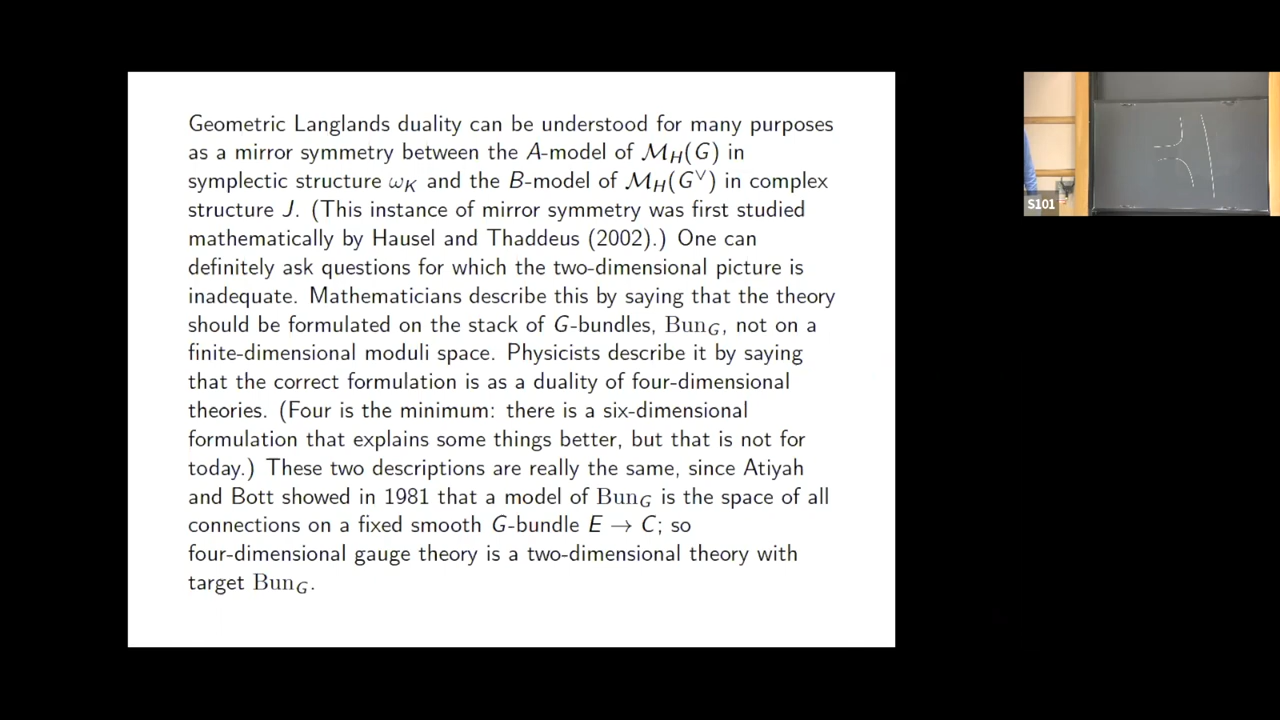 Geometric Langlands duality can be understood for many purposes
as a mirror symmetry between the A-model of ℳ_H(G) in
symplectic structure ω_K and the B-model of ℳ_H(G^∨) in complex
structure J. (This instance of mirror symmetry was first studied
mathematically by Hausel and Thaddeus (2002).) One can
definitely ask questions for which the two-dimensional picture is
inadequate. Mathematicians describe this by saying that the theory
should be formulated on the stack of G-bundles, Bun_G, not on a
finite-dimensional moduli space. Physicists describe it by saying
that the correct formulation is as a duality of four-dimensional
theories. (Four is the minimum: there is a six-dimensional
formulation that explains some things better, but that is not for
today.) These two descriptions are really the same, since Atiyah
and Bott showed in 1981 that a model of Bun_G is the space of all
connections on a fixed smooth G-bundle E → C; so
four-dimensional gauge theory is a two-dimensional theory with
target Bun_G.
S101